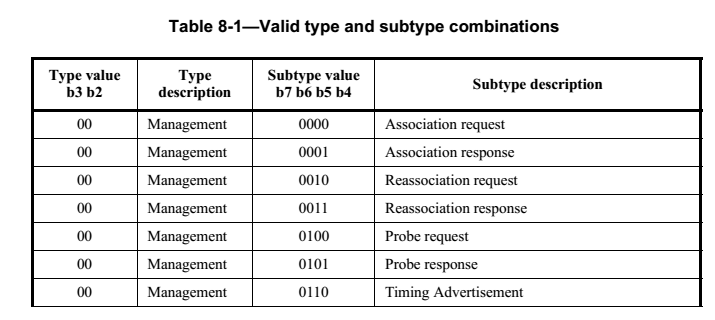 Table 8-1—Valid type and subtype combinations
Type value b3 b2 Type description Subtype value b7 b6 b5 b4 Subtype description
00 Management 0000 Association request
00 Management 0001 Association response
00 Management 0010 Reassociation request
00 Management 0011 Reassociation response
00 Management 0100 Probe request
00 Management 0101 Probe response
00 Management 0110 Timing Advertisement